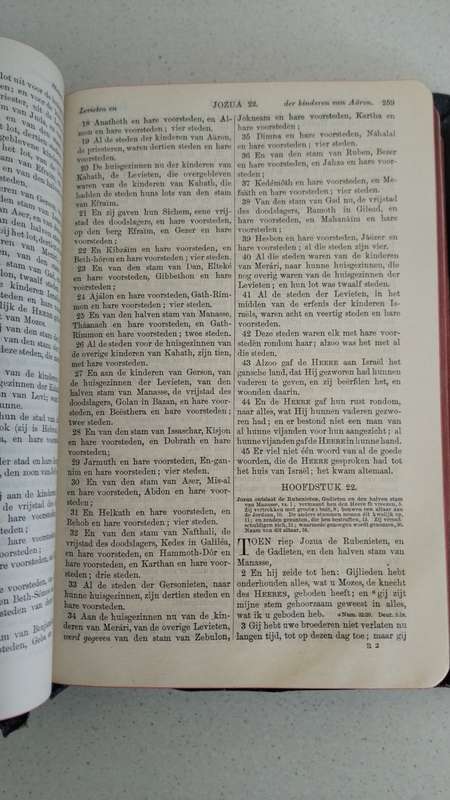 Levieten en
JOZUA 22.
der kinderen van Aäron.
259
18 Anathoth en hare voorsteden, en Al-
mon en hare voorsteden; vier steden.
19 Al de steden der kinderen van Aäron,
de priesteren, waren dertien steden en hare
voorsteden.
20 De huisgezinnen nu der kinderen van
Kahath, de Levieten, die overgebleven
waren van de kinderen van Kahath, die
hadden de steden huns lots van den stam
van Efraïm.
21 En zij gaven hun Sichem, eene vrij-
stad des doodslagers, en hare voorsteden,
op den berg Efraïm, en Gezer en hare
voorsteden;
22 En Kibzáim en hare voorsteden, en
Beth-hóron en hare voorsteden; vier steden.
23 En van den stam van Dan, Elteké
en hare voorsteden, Gibbethon en hare
voorsteden;
24 Ajálon en hare voorsteden, Gath-Rim-
mon en hare voorsteden; vier steden.
25 En van den halven stam van Manasse,
Tháanach en hare voorsteden, en Gath-
Rimmon en hare voorsteden; twee steden.
26 Al de steden voor de huisgezinnen van
de overige kinderen van Kahath, zijn tien,
met hare voorsteden.
27 En aan de kinderen van Gerson, van
de huisgezinnen der Levieten, van den
halven stam van Manasse, de vrijstad des
doodslagers, Golan in Bazan, en hare voor-
steden, en Beësthera en hare voorsteden;
twee steden.
28 En van den stam van Issaschar, Kisjon
en hare voorsteden, en Dobrath en hare
voorsteden;
29 Jarmuth en hare voorsteden, En-gan-
nim en hare voorsteden; vier steden.
30 En van den stam van Aser, Mis-al
en hare voorsteden, Abdon en hare voor-
steden;
31 En Helkath en hare voorsteden, en
Rehob en hare voorsteden; vier steden.
32 En van den stam van Nafthali, de
vrijstad des doodslagers, Kedes in Galiléa,
en hare voorsteden, en Hammoth-Dôr en
hare voorsteden, en Karthan en hare voor-
steden; drie steden.
33 Al de steden der Gersonieten, naar
hunne huisgezinnen, zijn dertien steden en
hare voorsteden.
34 Aan de huisgezinnen nu van de kin-
deren van Merári, van de overige Levieten,
werd gegeven van den stam van Zebulon,
Jokneam en hare voorsteden, Kartha en
hare voorsteden;
35 Dimna en hare voorsteden, Náhalal
en hare voorsteden; vier steden.
36 En van den stam van Ruben, Bezer
en hare voorsteden, en Jahza en hare voor-
steden;
37 Kedémôth en hare voorsteden, en Me-
fáäth en hare voorsteden; vier steden.
38 Van den stam van Gad nu, de vrijstad
des doodslagers, Ramoth in Gilead, en
hare voorsteden, en Mahanáim en hare
voorsteden;
39 Hesbon en hare voorsteden, Jáëzer en
hare voorsteden; al die steden zijn vier.
40 Al die steden waren van de kinderen
van Merári, naar hunne huisgezinnen, die
nog overig waren van de huisgezinnen der
Levieten; en hun lot was twaalf steden.
41 Al de steden der Levieten, in het
midden van de erfenis der kinderen Is-
raëls, waren acht en veertig steden en hare
voorsteden.
42 Deze steden waren elk met hare voor-
steden rondom haar; alzoo was het met al
die steden.
43 Alzoo gaf de HEERE aan Israël het
gansche land, dat Hij gezworen had hunnen
vaderen te geven, en zij beërfden het, en
woonden daarin.
44 En de HEERE gaf hun rust rondom,
naar alles, wat Hij hunnen vaderen gezwo-
ren had; en er bestond niet een man van
al hunne vijanden voor hun aangezicht; al
hunne vijanden gaf de HEERE in hunne hand.
45 Er viel niet één woord van al de goede
woorden, die de HEERE gesproken had tot
het huis van Israël; het kwam altemaal.
HOOFDSTUK 22.
TOEN riep Jozua de Rubenieten, en
de Gadieten, en den halven stam van
Manasse,
2 En hij zeide tot hen: Gijlieden hebt
onderhouden alles, wat u Mozes, de knecht
des HEEREN, geboden heeft; en a gij zijt
mijne stem gehoorzaam geweest in alles,
wat ik u geboden heb. a Num. 32:20. Deut. 3:18.
3 Gij hebt uwe broederen niet verlaten nu
langen tijd, tot op dezen dag toe; maar gij
R 2